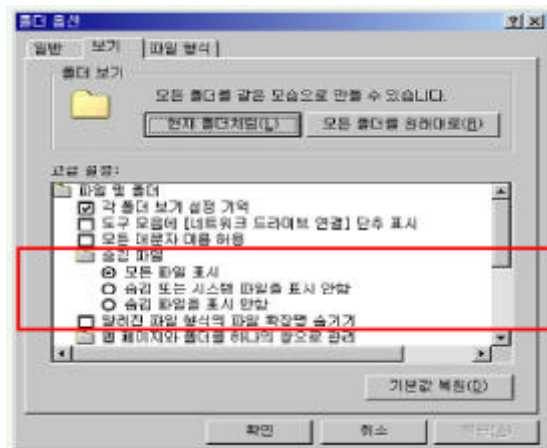 폴더 옵션
일반 보기 파일 형식
폴더 보기
모든 폴더를 같은 모습으로 만들 수 있습니다.
현재 폴더처럼(L) 모든 폴더를 원래대로(R)
고급 설정:
파일 및 폴더
각 폴더 보기 설정 기억
도구 모음에 [네트워크 드라이브 연결] 단추 표시
모든 대문자 이름 허용
숨김 파일
모든 파일 표시
숨김 또는 시스템 파일을 표시 안함
숨김 파일을 표시 안함
알려진 파일 형식의 파일 확장명 숨기기
웹 페이지와 폴더를 하나의 쌍으로 관리
기본값 복원(D)
확인 취소